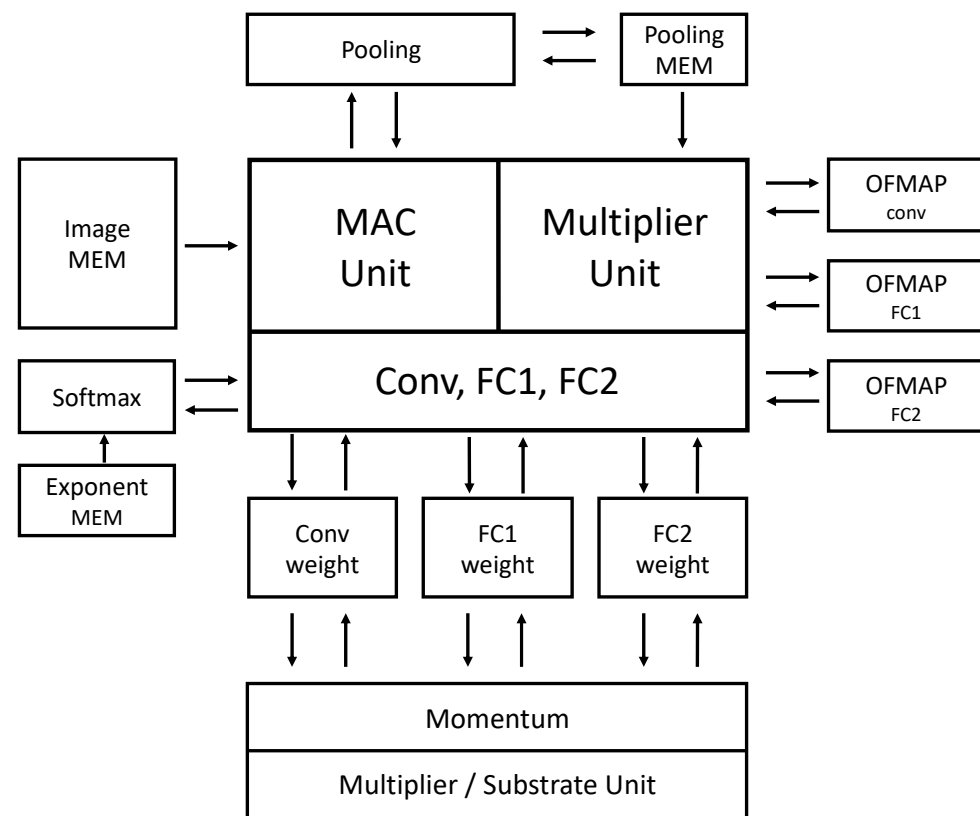 Pooling
Pooling
MEM
Image
MEM
MAC
Unit
Multiplier
Unit
OFMAP
conv
OFMAP
FC1
Softmax
Conv, FC1, FC2
OFMAP
FC2
Exponent
MEM
Conv
weight
FC1
weight
FC2
weight
Momentum
Multiplier / Substrate Unit